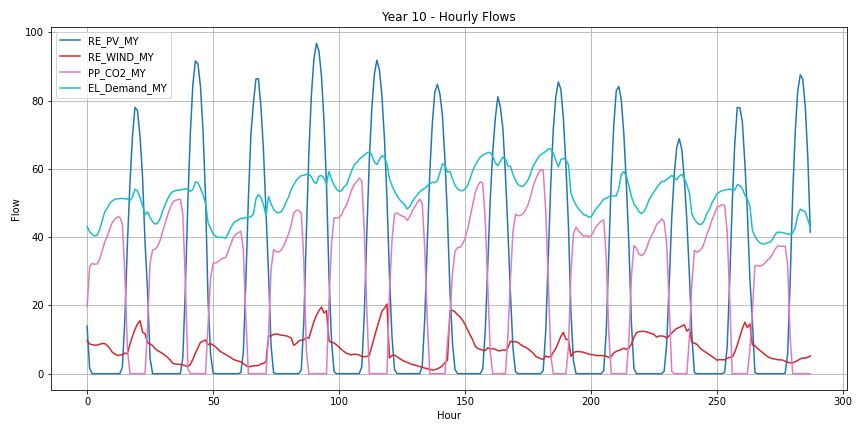 Year 10 - Hourly Flows
RE_PV_MY
RE_WIND_MY
PP_CO2_MY
EL_Demand_MY
100
80
60
40
20
0
Flow
0 50 100 150 200 250 300
Hour